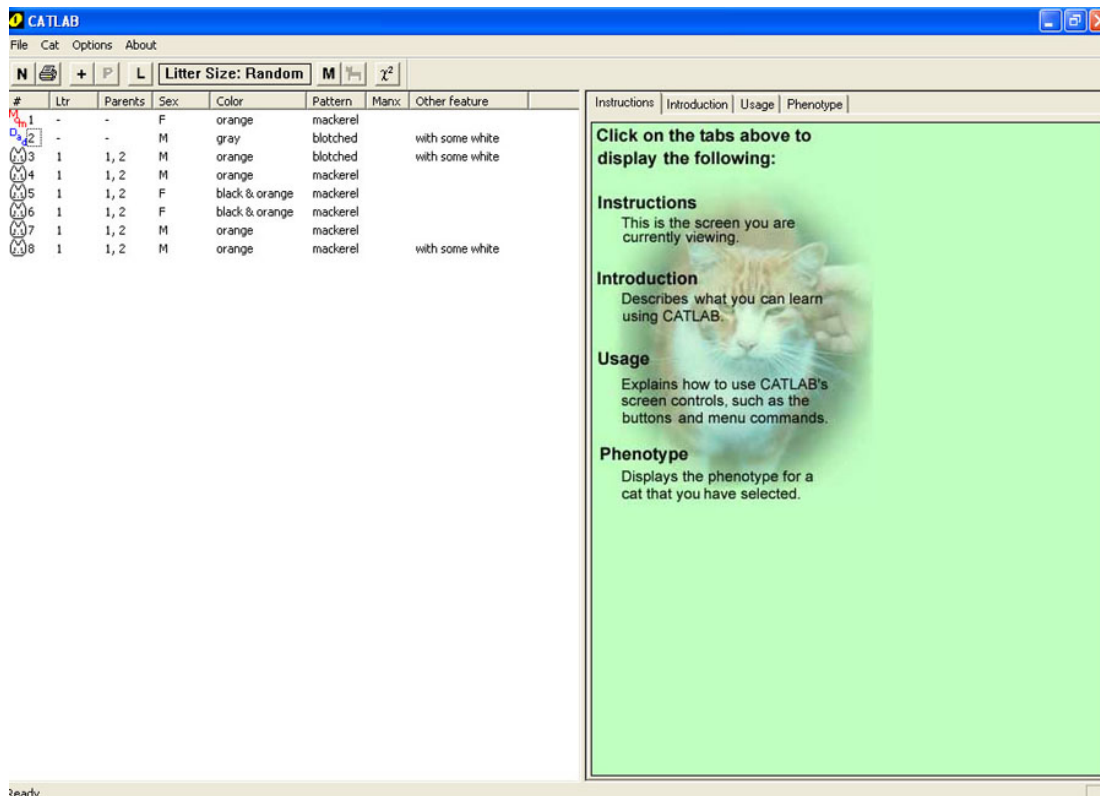 CATLAB
File Cat Options About
N + P L Litter Size: Random M χ²
# Ltr Parents Sex Color Pattern Manx Other feature
Mom 1 - - F orange mackerel
Dad 2 - - M gray blotched with some white
3 1 1, 2 M orange blotched with some white
4 1 1, 2 M orange mackerel
5 1 1, 2 F black & orange mackerel
6 1 1, 2 F black & orange mackerel
7 1 1, 2 M orange mackerel
8 1 1, 2 M orange mackerel with some white
Instructions Introduction Usage Phenotype
Click on the tabs above to
display the following:
Instructions
This is the screen you are
currently viewing.
Introduction
Describes what you can learn
using CATLAB.
Usage
Explains how to use CATLAB's
screen controls, such as the
buttons and menu commands.
Phenotype
Displays the phenotype for a
cat that you have selected.
Ready